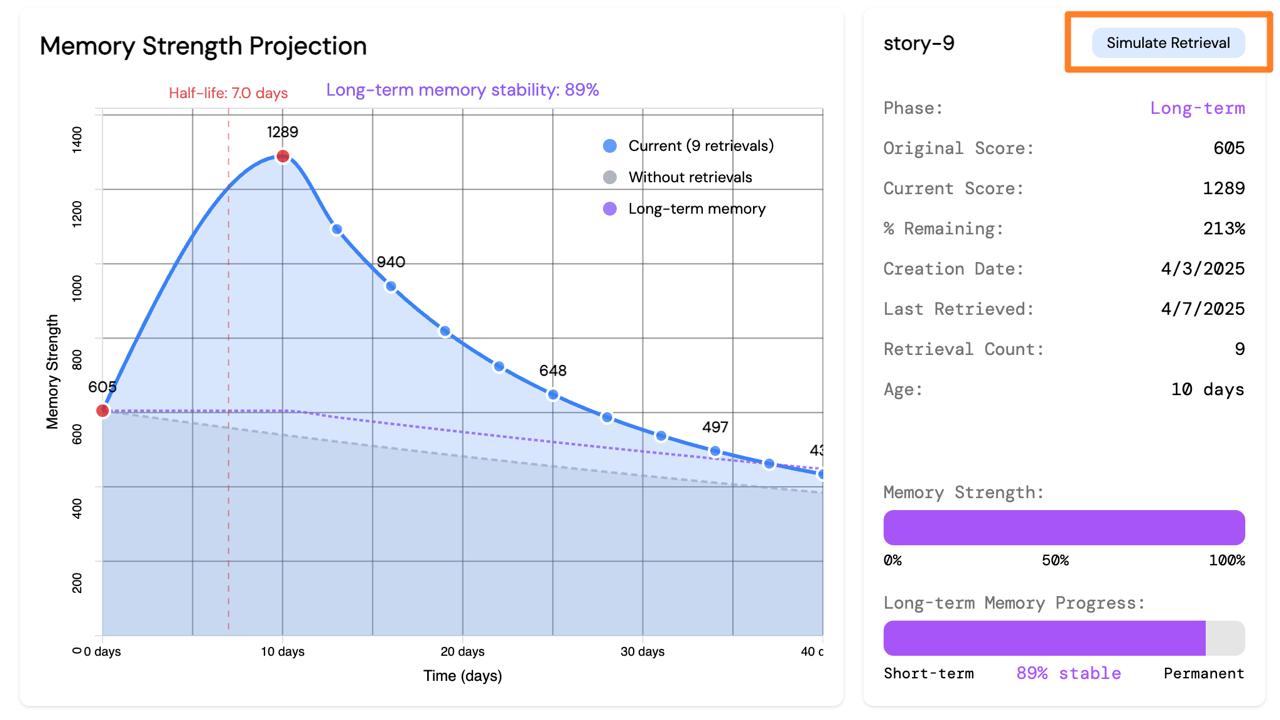 Memory Strength Projection
Half-life: 7.0 days
Long-term memory stability: 89%
1400
1200
1000
800
600
400
200
0
Memory Strength
605
1289
940
648
497
43
Current (9 retrievals)
Without retrievals
Long-term memory
0 days
10 days
20 days
30 days
40 d
Time (days)
story-9
Simulate Retrieval
Phase: Long-term
Original Score: 605
Current Score: 1289
% Remaining: 213%
Creation Date: 4/3/2025
Last Retrieved: 4/7/2025
Retrieval Count: 9
Age: 10 days
Memory Strength:
0% 50% 100%
Long-term Memory Progress:
Short-term 89% stable Permanent